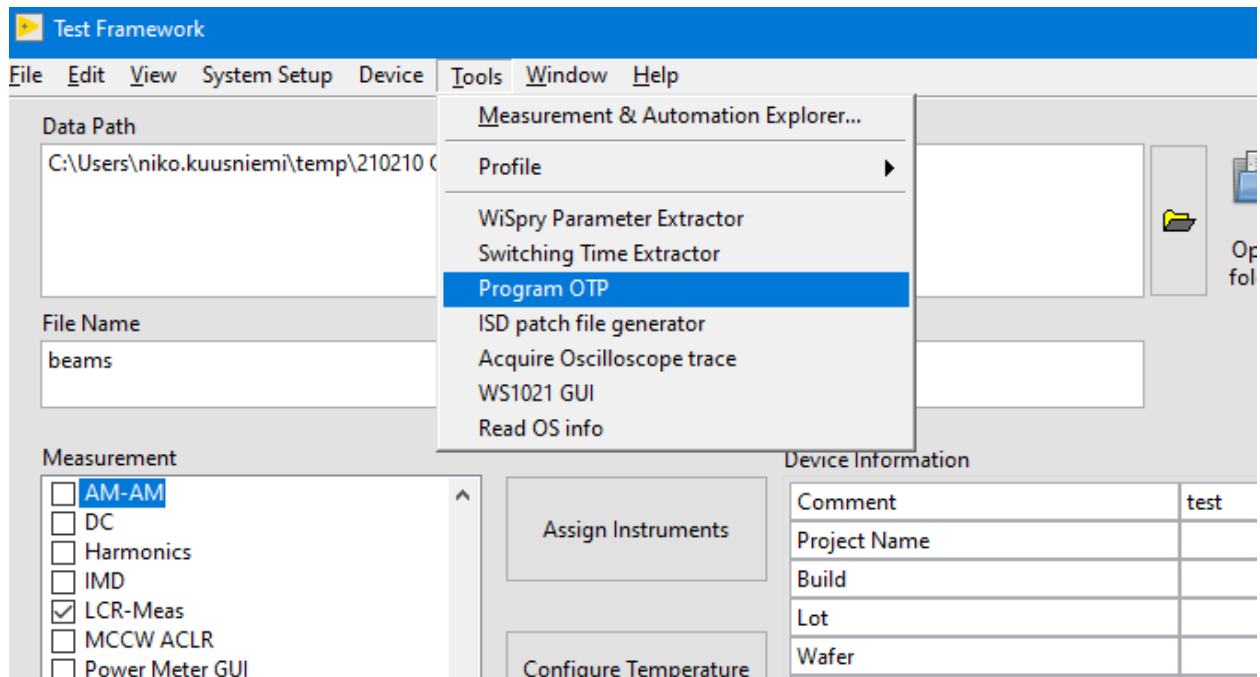 Test Framework
File Edit View System Setup Device Tools Window Help
Measurement & Automation Explorer...
Profile
WiSpry Parameter Extractor
Switching Time Extractor
Program OTP
ISD patch file generator
Acquire Oscilloscope trace
WS1021 GUI
Read OS info
Data Path
C:\Users\niko.kuusniemi\temp\210210
File Name
beams
Measurement
AM-AM
DC
Harmonics
IMD
LCR-Meas
MCCW ACLR
Power Meter GUI
Assign Instruments
Configure Temperature
Device Information
Comment test
Project Name
Build
Lot
Wafer